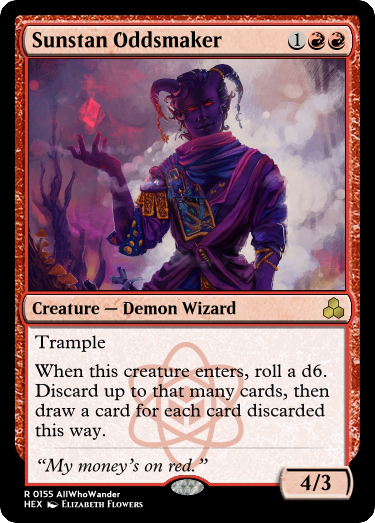 Sunstan Oddsmaker 1
Creature — Demon Wizard
Trample
When this creature enters, roll a d6.
Discard up to that many cards, then
draw a card for each card discarded
this way.
“My money’s on red.”
4/3
R 0155 AllWhoWander
HEX Elizabeth Flowers